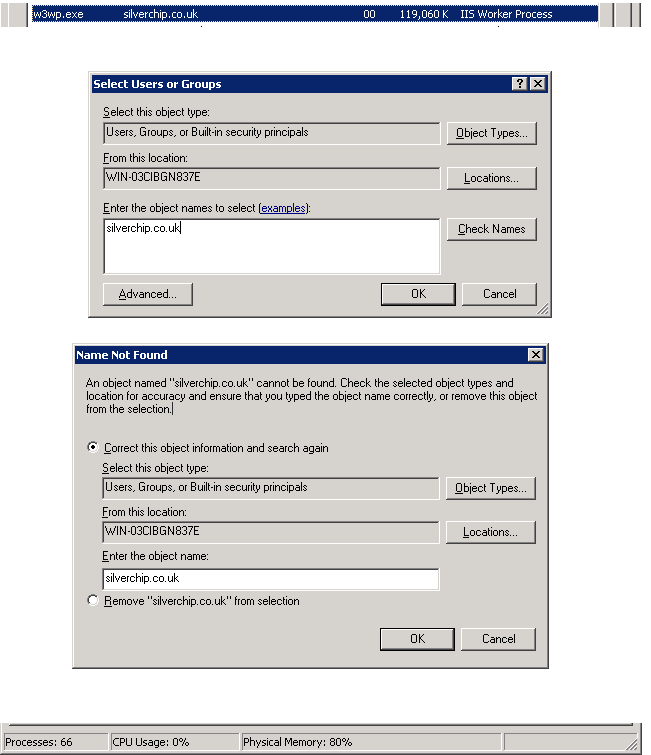 w3wp.exe silverchip.co.uk 00 119,060 K IIS Worker Process
Select Users or Groups
Select this object type:
Users, Groups, or Built-in security principals
Object Types...
From this location:
WIN-03CIBGN837E
Locations...
Enter the object names to select (examples):
silverchip.co.uk
Check Names
Advanced...
OK
Cancel
Name Not Found
An object named "silverchip.co.uk" cannot be found. Check the selected object types and
location for accuracy and ensure that you typed the object name correctly, or remove this object
from the selection.
Correct this object information and search again
Select this object type:
Users, Groups, or Built-in security principals
Object Types...
From this location:
WIN-03CIBGN837E
Locations...
Enter the object name:
silverchip.co.uk
Remove "silverchip.co.uk" from selection
OK
Cancel
Processes: 66
CPU Usage: 0%
Physical Memory: 80%